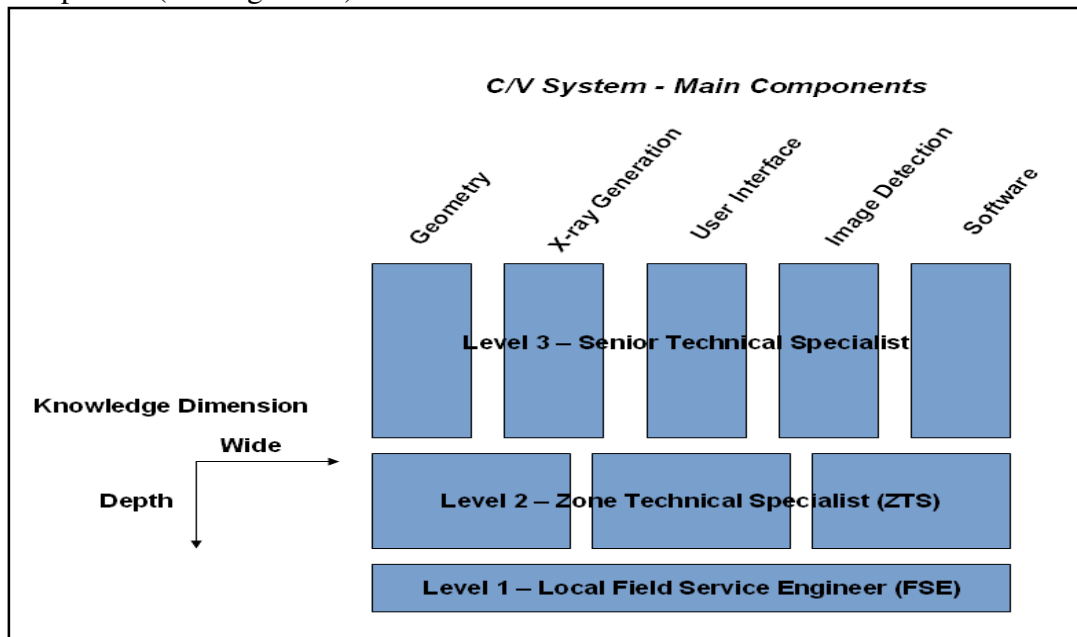 C/V System - Main Components
Geometry
X-ray Generation
User Interface
Image Detection
Software
Level 3 – Senior Technical Specialist
Knowledge Dimension
Wide
Depth
Level 2 – Zone Technical Specialist (ZTS)
Level 1 – Local Field Service Engineer (FSE)